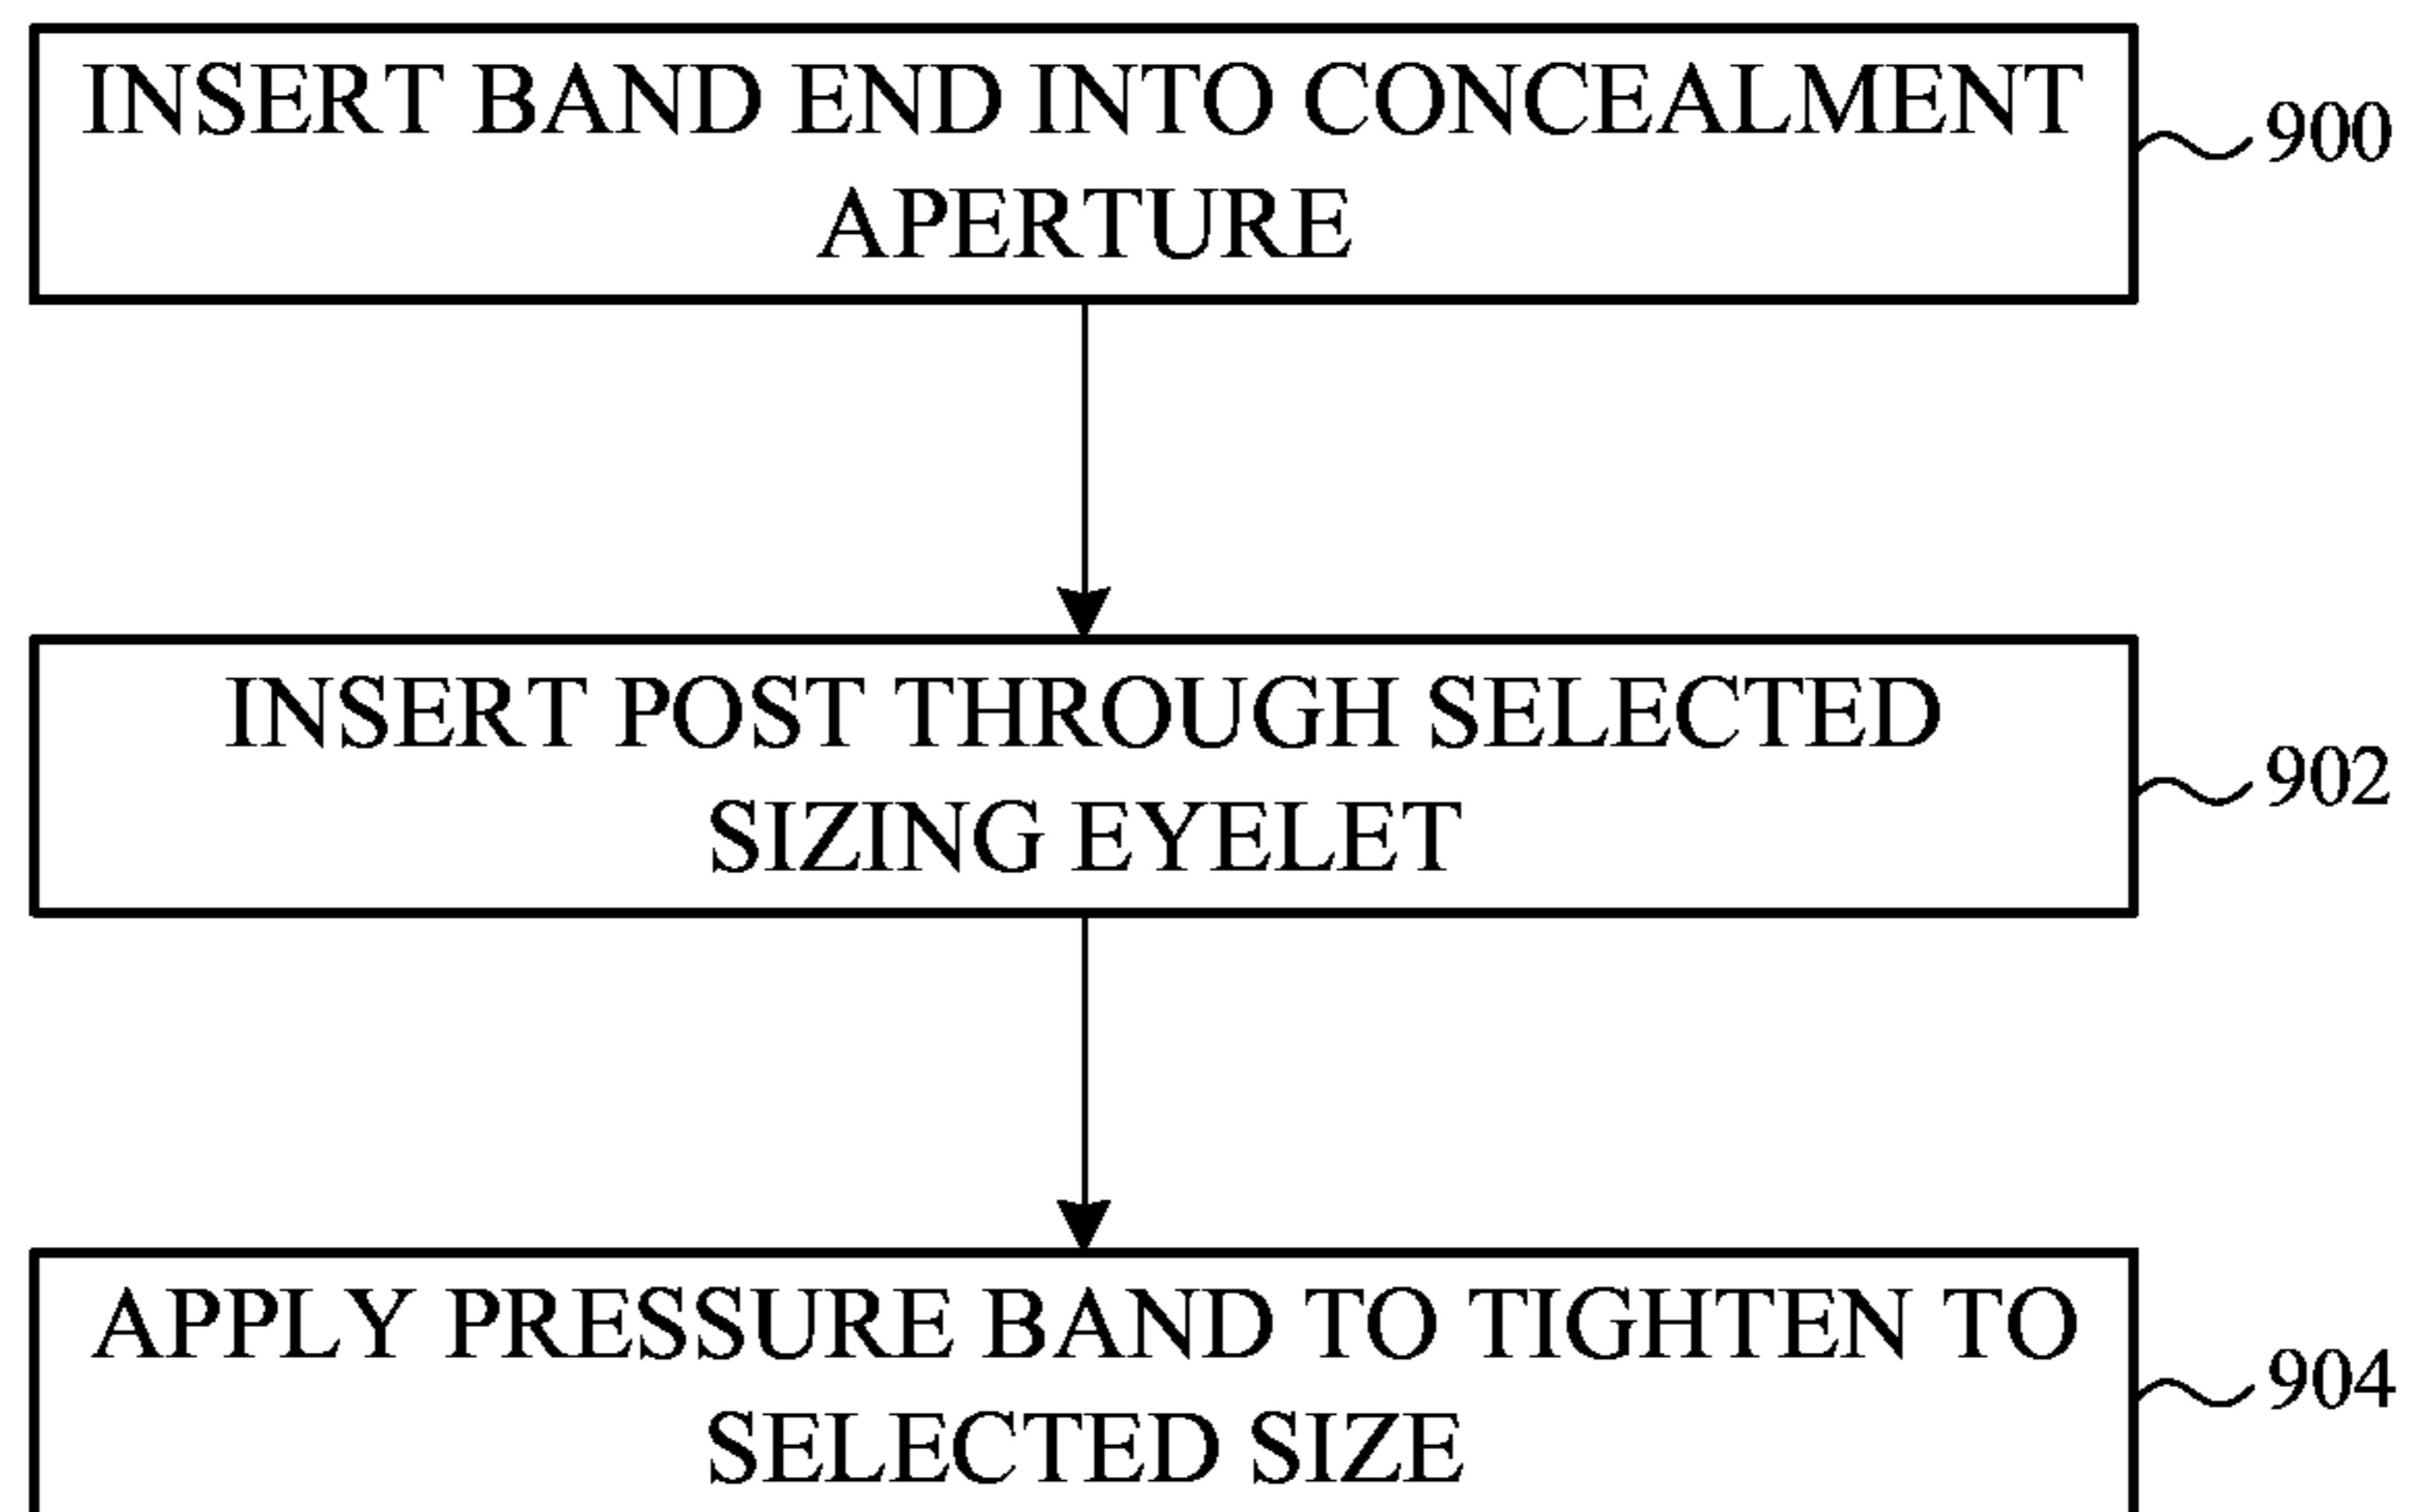 INSERT BAND END INTO CONCEALMENT
APERTURE
900
INSERT POST THROUGH SELECTED
SIZING EYELET
902
APPLY PRESSURE BAND TO TIGHTEN TO
SELECTED SIZE
904